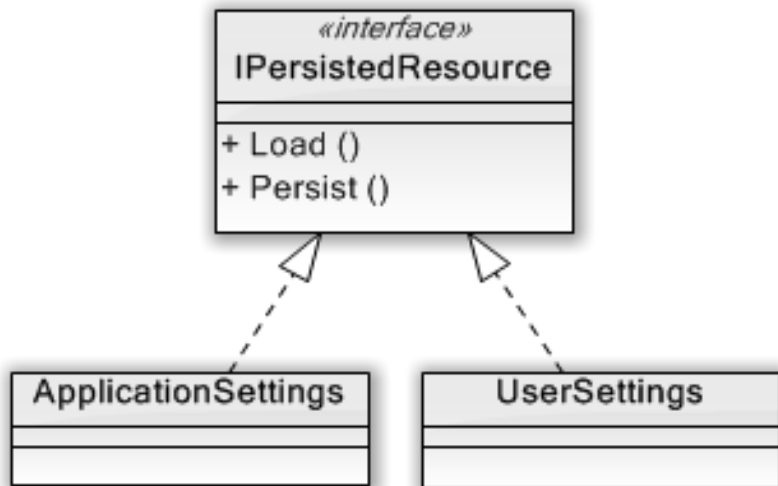 «interface»
IPersistedResource
+ Load ()
+ Persist ()
ApplicationSettings
UserSettings